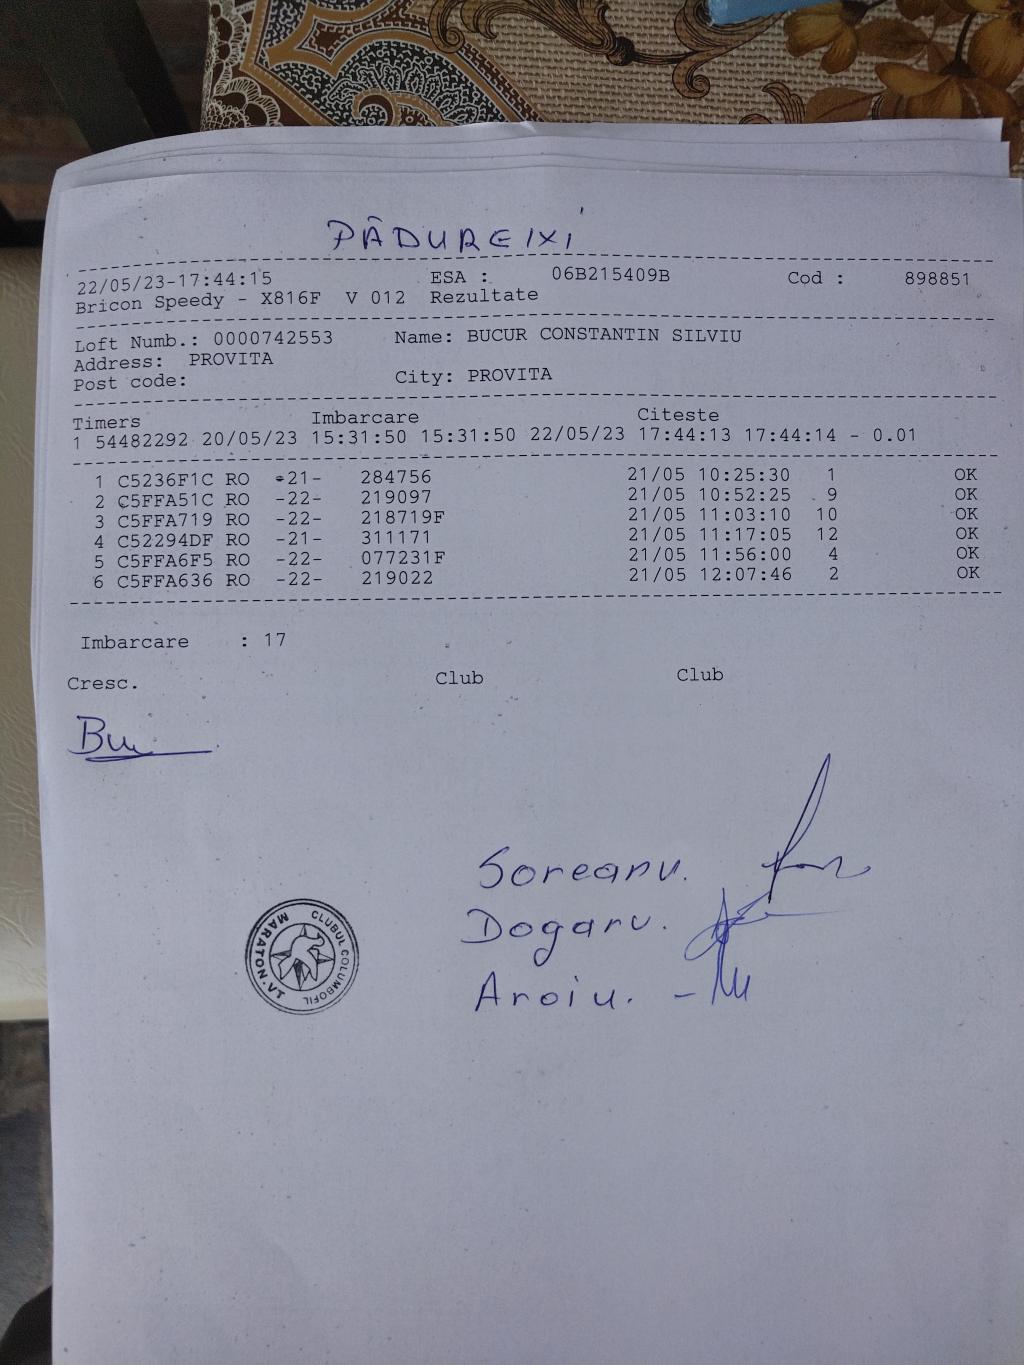 PĂDUREIXI
22/05/23-17:44:15 ESA : 06B215409B Cod : 898851
Bricon Speedy - X816F V 012 Rezultate
Loft Numb.: 0000742553 Name: BUCUR CONSTANTIN SILVIU
Address: PROVITA
Post code: City: PROVITA
Timers Imbarcare Citeste
1 54482292 20/05/23 15:31:50 15:31:50 22/05/23 17:44:13 17:44:14 - 0.01
1 C5236F1C RO -21- 284756 21/05 10:25:30 1 OK
2 C5FFA51C RO -22- 219097 21/05 10:52:25 9 OK
3 C5FFA719 RO -22- 218719F 21/05 11:03:10 10 OK
4 C52294DF RO -21- 311171 21/05 11:17:05 12 OK
5 C5FFA6F5 RO -22- 077231F 21/05 11:56:00 4 OK
6 C5FFA636 RO -22- 219022 21/05 12:07:46 2 OK
Imbarcare : 17
Cresc. Club Club
Soreanu.
Dogaru.
Aroiu.
CLUBUL COLUMBOFIL
MARATON.VT